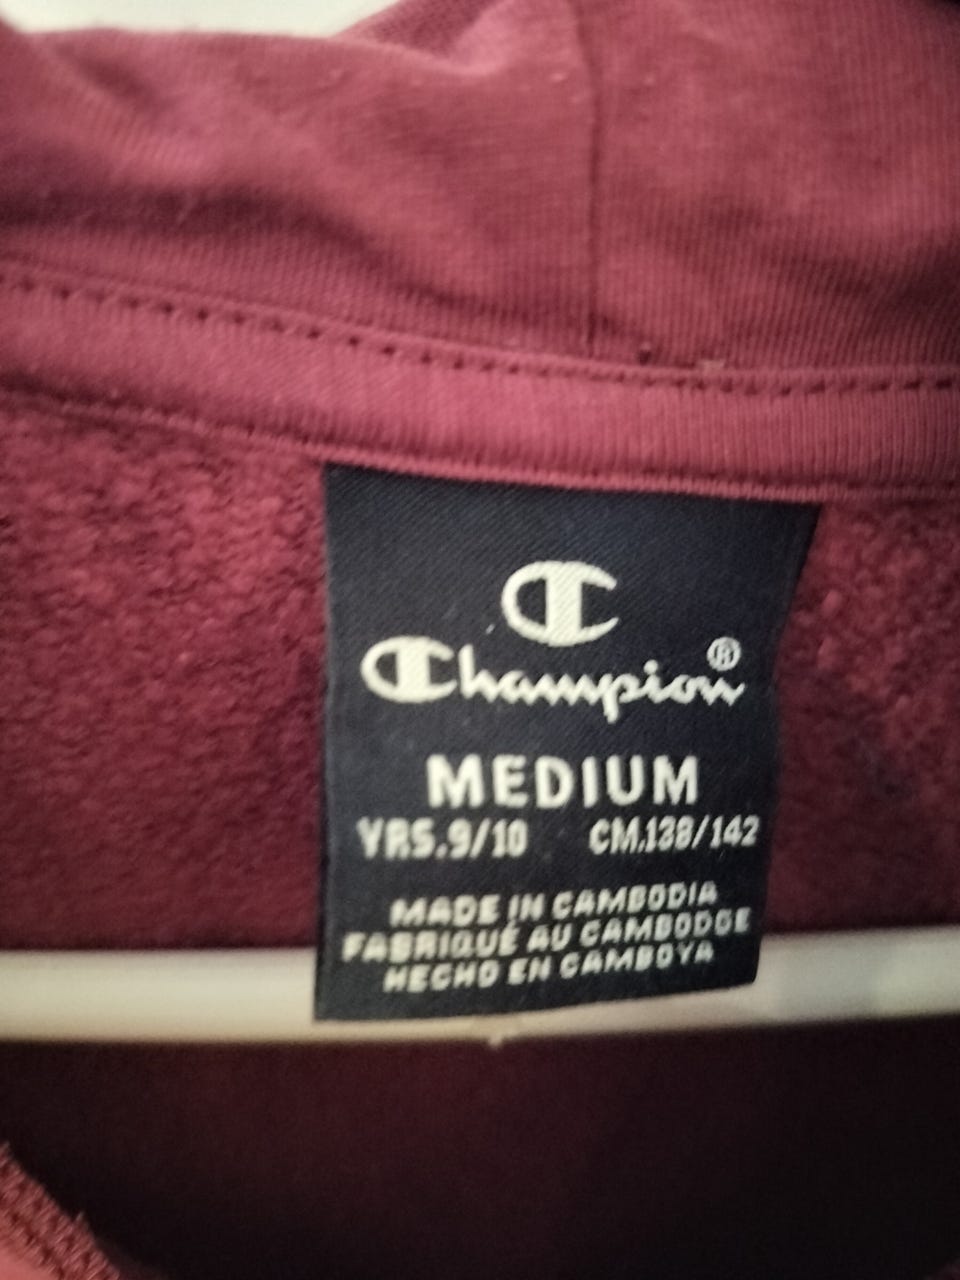 Champion®
MEDIUM
YRS.9/10 CM.138/142
MADE IN CAMBODIA
FABRIQUÉ AU CAMBODGE
HECHO EN CAMBOYA